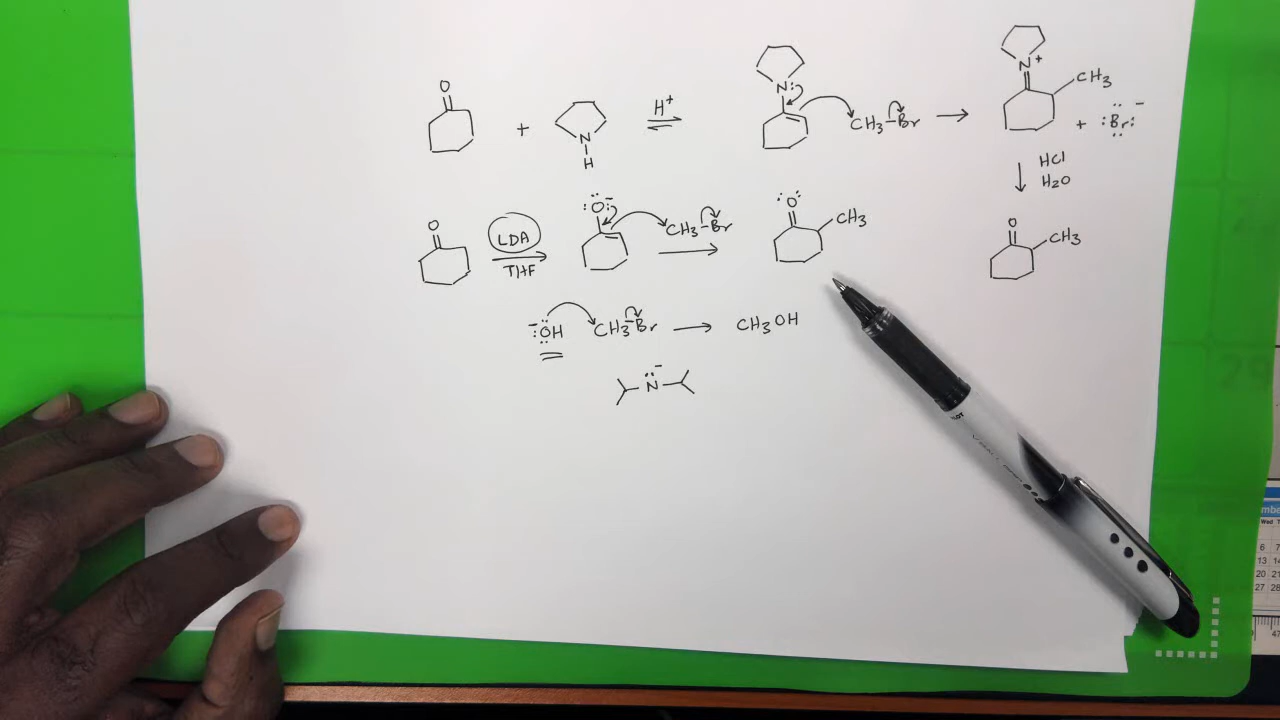 O + N H H+ N: CH3-Br → N+ CH3 + :Br: -
HCl
H2O
O LDA THF :O:- CH3-Br → :O: CH3
O CH3
-:OH CH3-Br → CH3OH
N -